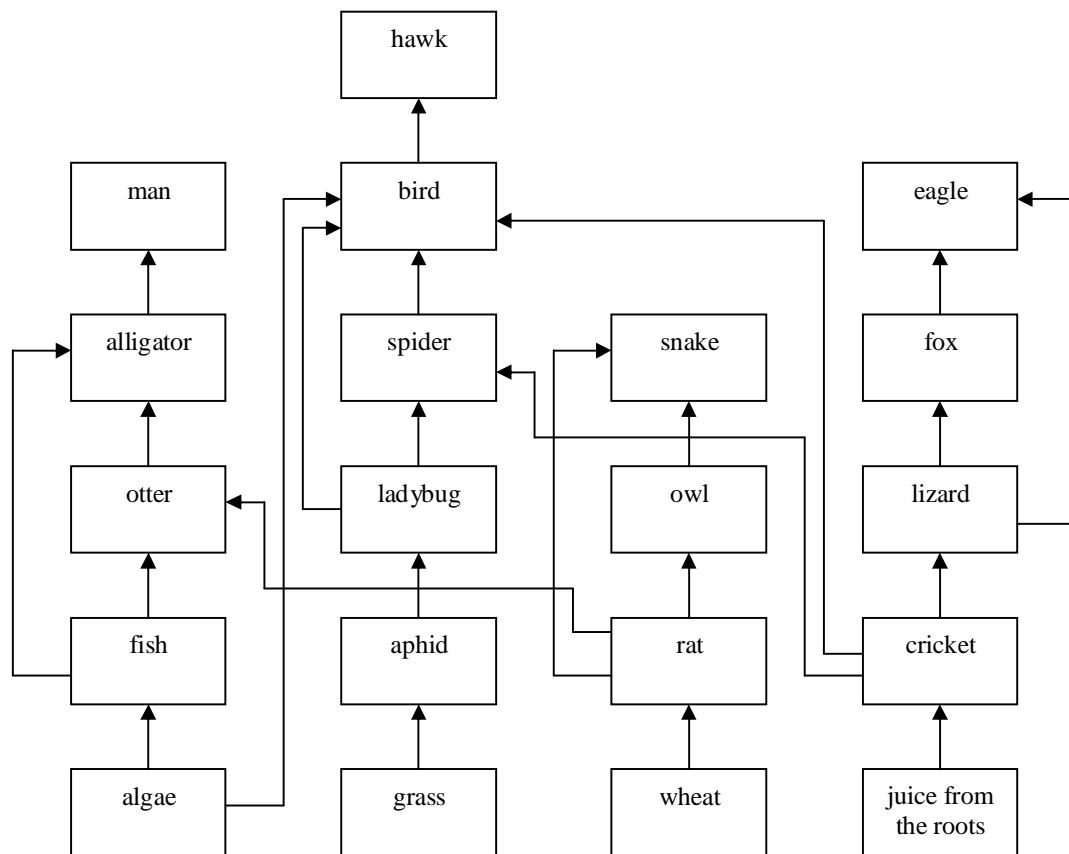 hawk
man
bird
eagle
alligator
spider
snake
fox
otter
ladybug
owl
lizard
fish
aphid
rat
cricket
algae
grass
wheat
juice from
the roots